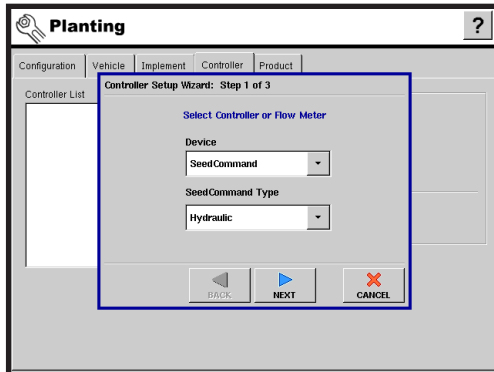 Planting
?
Configuration Vehicle Implement Controller Product
Controller List
Controller Setup Wizard: Step 1 of 3
Select Controller or Flow Meter
Device
SeedCommand
SeedCommand Type
Hydraulic
BACK NEXT CANCEL